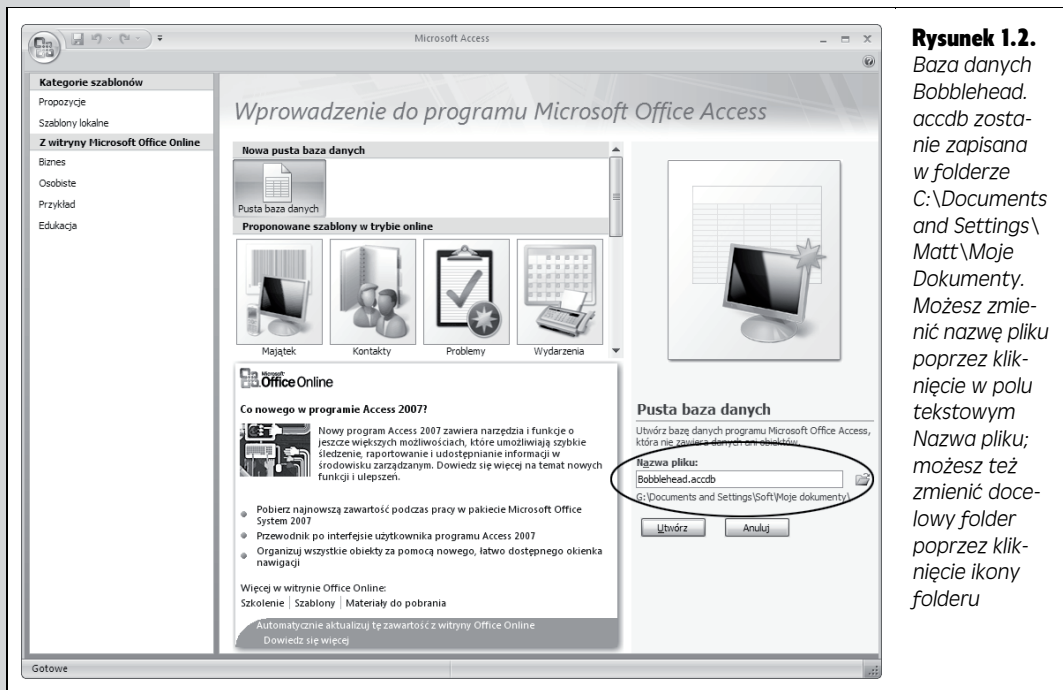 Microsoft Access
Kategorie szablonów
Propozycje
Szablony lokalne
Z witryny Microsoft Office Online
Biznes
Osobiste
Przykład
Edukacja
Wprowadzenie do programu Microsoft Office Access
Nowa pusta baza danych
Pusta baza danych
Proponowane szablony w trybie online
Majątek
Kontakty
Problemy
Wydarzenia
Microsoft
Office Online
Co nowego w programie Access 2007?
Nowy program Access 2007 zawiera narzędzia i funkcje o
jeszcze większych możliwościach, które umożliwiają szybkie
śledzenie, raportowanie i udostępnianie informacji w
środowisku zarządzanym. Dowiedz się więcej na temat nowych
funkcji i ulepszeń.
Pobierz najnowszą zawartość podczas pracy w pakiecie Microsoft Office
System 2007
Przewodnik po interfejsie użytkownika programu Access 2007
Organizuj wszystkie obiekty za pomocą nowego, łatwo dostępnego okienka
nawigacji
Więcej w witrynie Office Online:
Szkolenie | Szablony | Materiały do pobrania
Automatycznie aktualizuj tę zawartość z witryny Office Online
Dowiedz się więcej
Pusta baza danych
Utwórz bazę danych programu Microsoft Office Access,
która nie zawiera danych ani obiektów.
Nazwa pliku:
Bobblehead.accdb
G:\Documents and Settings\Soft\Moje dokumenty\
Utwórz
Anuluj
Gotowe
Rysunek 1.2.
Baza danych
Bobblehead.
accdb zosta-
nie zapisana
w folderze
C:\Documents
and Settings\
Matt\Moje
Dokumenty.
Możesz zmie-
nić nazwę pliku
poprzez klik-
nięcie w polu
tekstowym
Nazwa pliku;
możesz też
zmienić doce-
lowy folder
poprzez klik-
nięcie ikony
folderu